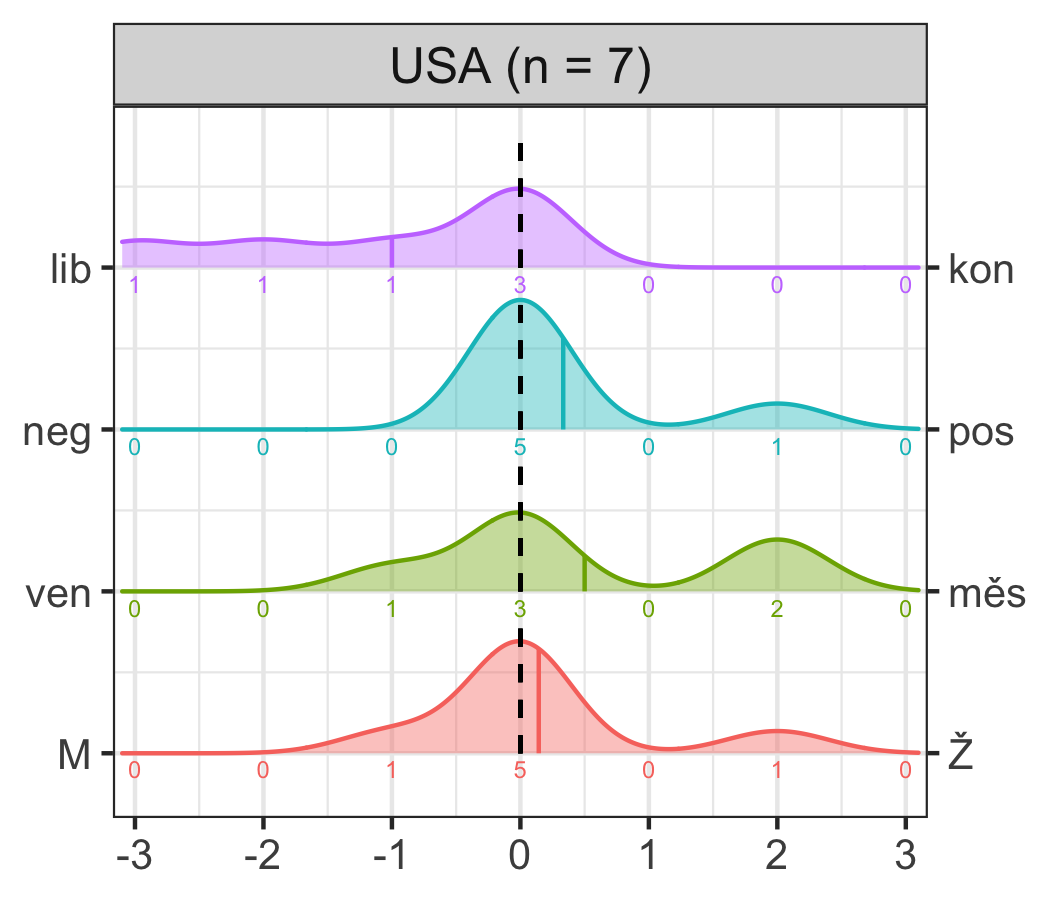 USA (n = 7)
lib kon
1 1 1 3 0 0 0
neg pos
0 0 0 5 0 1 0
ven měs
0 0 1 3 0 2 0
M Ž
0 0 1 5 0 1 0
-3 -2 -1 0 1 2 3